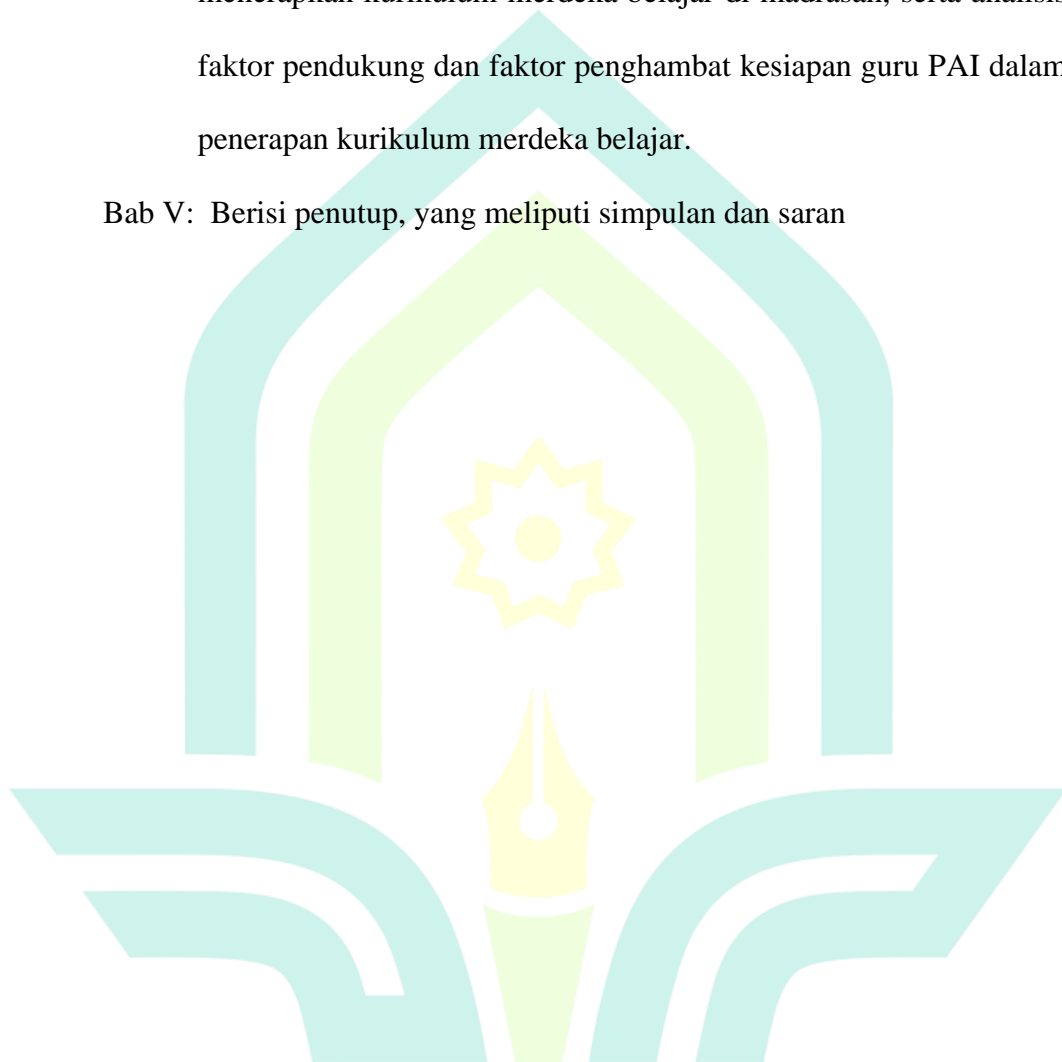 menerapkan kurikulum merdeka belajar di madrasah, serta analisis
faktor pendukung dan faktor penghambat kesiapan guru PAI dalam
penerapan kurikulum merdeka belajar.
Bab V: Berisi penutup, yang meliputi simpulan dan saran